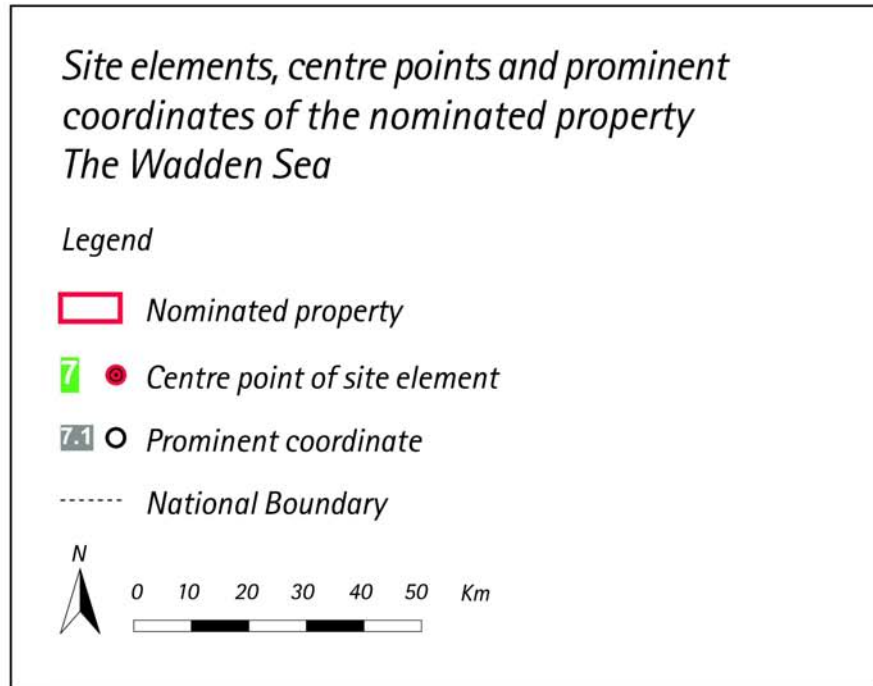 Site elements, centre points and prominent
coordinates of the nominated property
The Wadden Sea
Legend
Nominated property
7 Centre point of site element
7.1 Prominent coordinate
National Boundary
N
0 10 20 30 40 50 Km